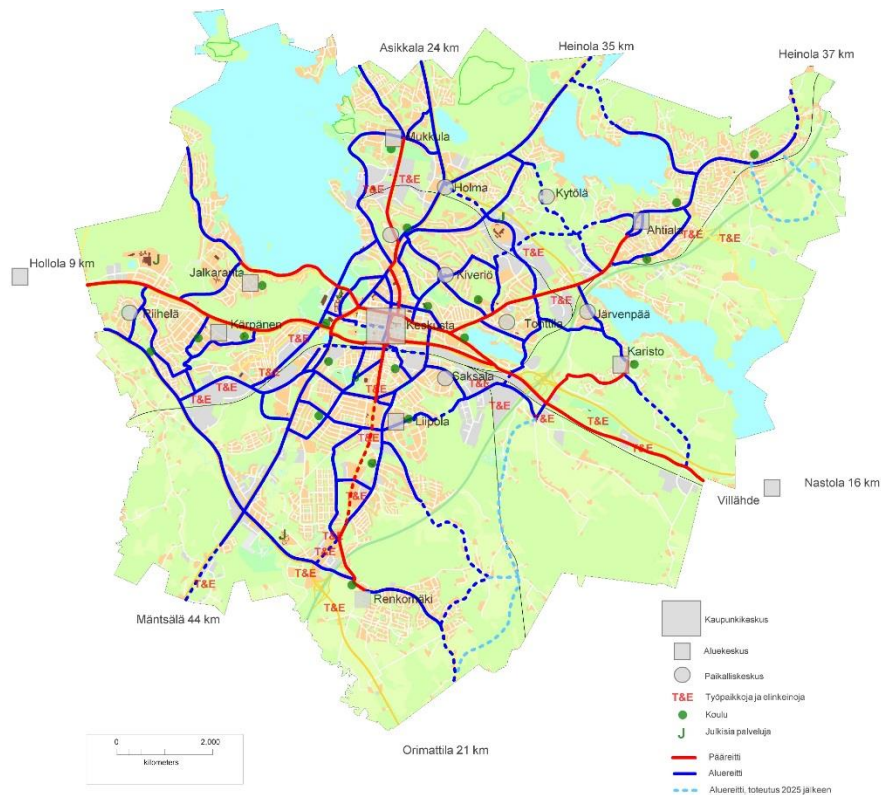 Asikkala 24 km
Heinola 35 km
Heinola 37 km
Mukkula
T&E
T&E
Holma
Kytölä
J
T&E
Ahtiala
T&E
T&E
J
Hollola 9 km
Jalkaranta
Kiveriö
T&E
Riihelä
Kärpänen
T&E
Keskusta
Tonttila
Järvenpää
Karisto
T&E
T&E
T&E
Saksala
T&E
T&E
T&E
Liipola
T&E
T&E
T&E
T&E
Villähde
Nastola 16 km
J
T&E
T&E
T&E
T&E
T&E
Renkomäki
Mäntsälä 44 km
Orimattila 21 km
0
2.000
kilometers
Kaupunkikeskus
Aluekeskus
Paikalliskeskus
T&E
Työpaikkoja ja elinkeinoja
Koulu
J
Julkisia palveluja
Pääreitti
Aluereitti
Aluereitti, toteutus 2025 jälkeen